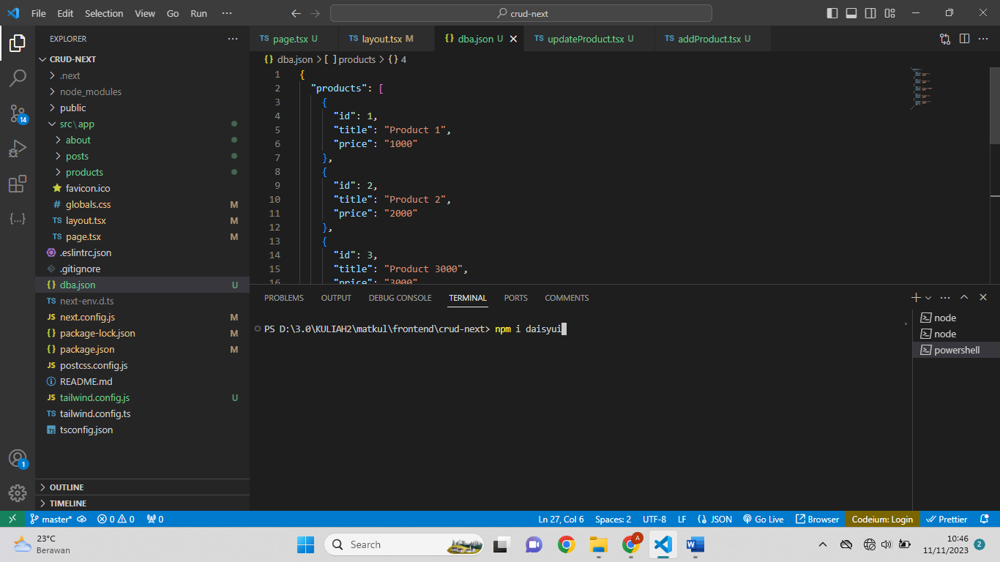 File Edit Selection View Go Run ··· crud-next
EXPLORER ···
page.tsx U
layout.tsx M
dba.json U
updateProduct.tsx U
addProduct.tsx U
CRUD-NEXT
.next
node_modules
public
src\app
about
posts
products
favicon.ico
globals.css M
layout.tsx M
page.tsx M
.eslintrc.json
.gitignore
dba.json U
next-env.d.ts
next.config.js M
package-lock.json M
package.json M
postcss.config.js
README.md
tailwind.config.js U
tailwind.config.ts
tsconfig.json
OUTLINE
TIMELINE
14
1
dba.json > [ ] products > {} 4
1 {
2 "products": [
3 {
4 "id": 1,
5 "title": "Product 1",
6 "price": "1000"
7 },
8 {
9 "id": 2,
10 "title": "Product 2",
11 "price": "2000"
12 },
13 {
14 "id": 3,
15 "title": "Product 3000",
16 "price": "3000"
PROBLEMS OUTPUT DEBUG CONSOLE TERMINAL PORTS COMMENTS
PS D:\3.0\KULIAH2\matkul\frontend\crud-next> npm i daisyui
node
node
powershell
master* 0 0 0 Ln 27, Col 6 Spaces: 2 UTF-8 LF {} JSON Go Live Browser Codeium: Login Prettier
23°C
Berawan
Search
A
W
10:46
11/11/2023
2